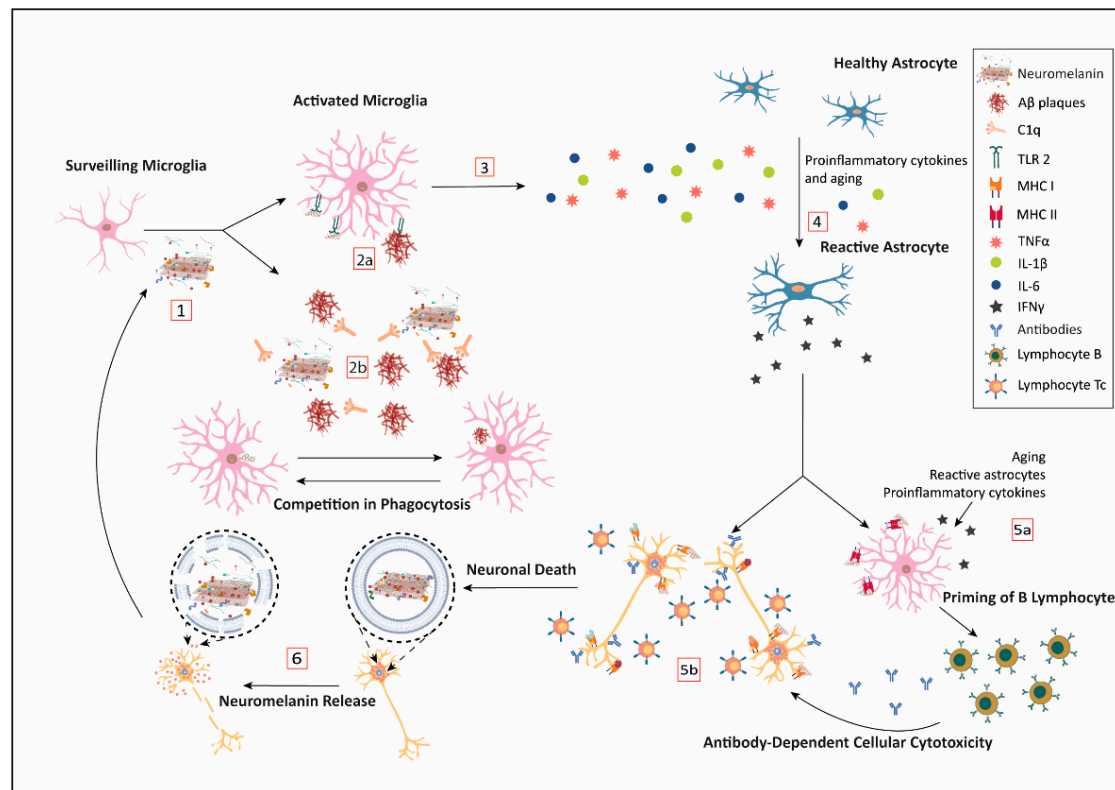 Healthy Astrocyte
Activated Microglia
Surveilling Microglia
1
2a
2b
3
Proinflammatory cytokines
and aging
4
Reactive Astrocyte
Competition in Phagocytosis
Aging
Reactive astrocytes
Proinflammatory cytokines
5a
Priming of B Lymphocyte
5b
Antibody-Dependent Cellular Cytotoxicity
Neuronal Death
6
Neuromelanin Release
Neuromelanin
Aβ plaques
C1q
TLR 2
MHC I
MHC II
TNFα
IL-1β
IL-6
IFNγ
Antibodies
Lymphocyte B
Lymphocyte Tc